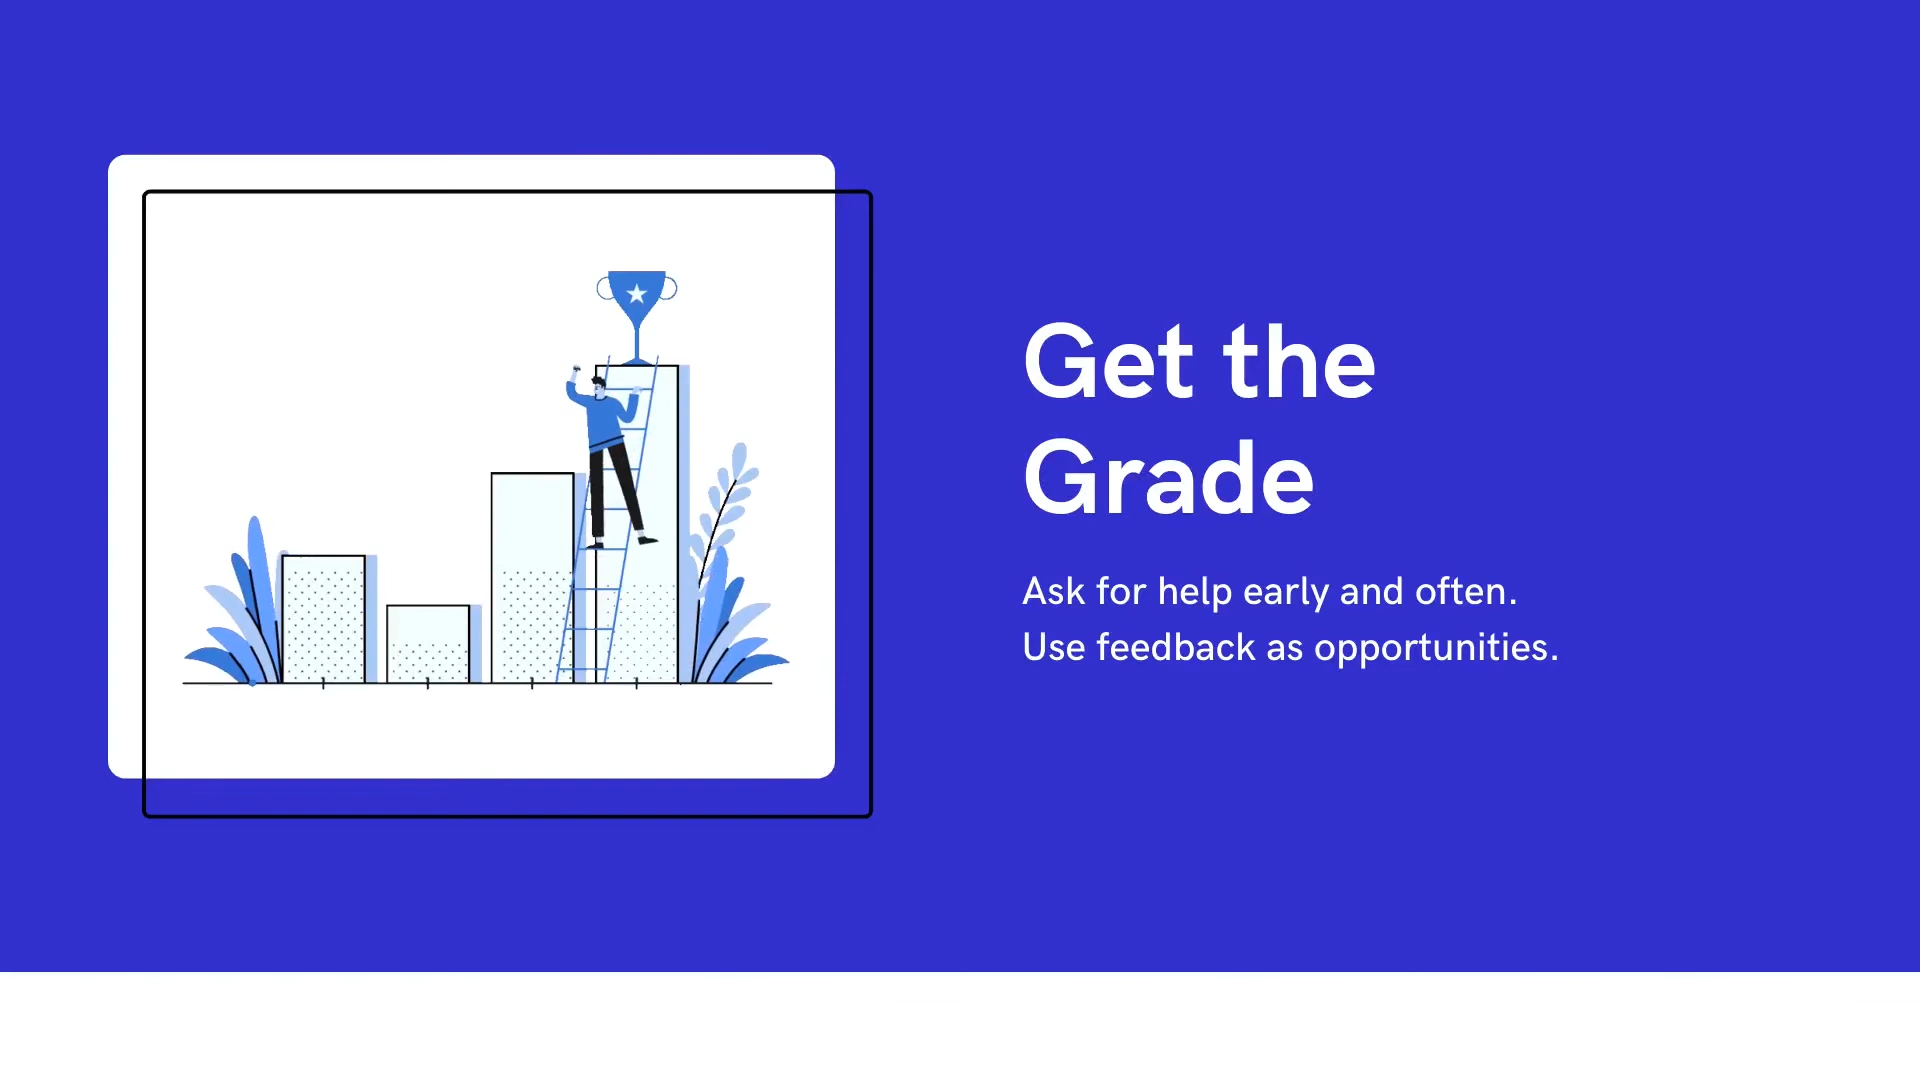 Get the
Grade
Ask for help early and often.
Use feedback as opportunities.